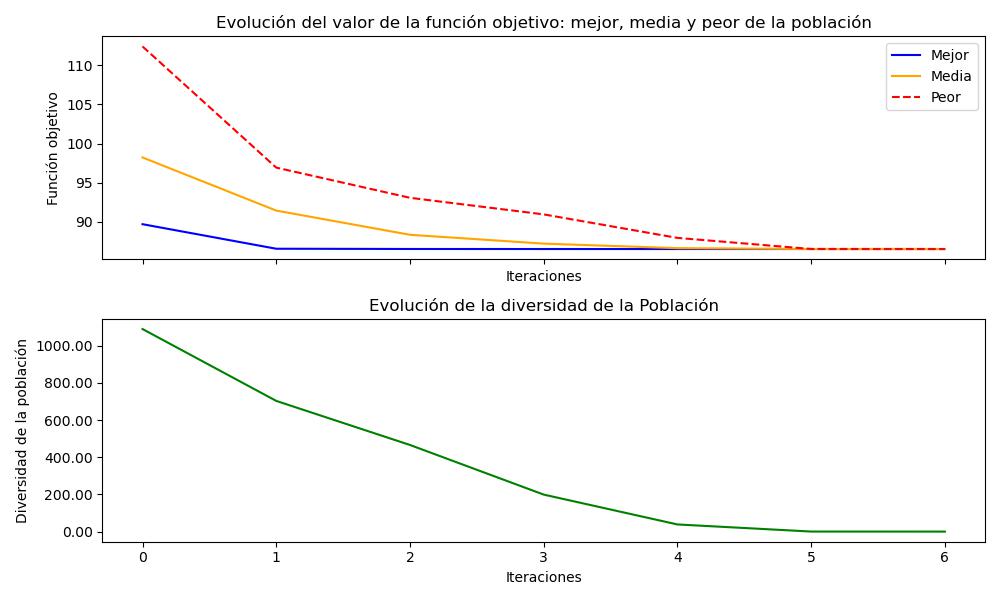 Evolución del valor de la función objetivo: mejor, media y peor de la población
Función objetivo
110
105
100
95
90
Mejor
Media
Peor
Iteraciones
Evolución de la diversidad de la Población
Diversidad de la población
1000.00
800.00
600.00
400.00
200.00
0.00
0 1 2 3 4 5 6
Iteraciones